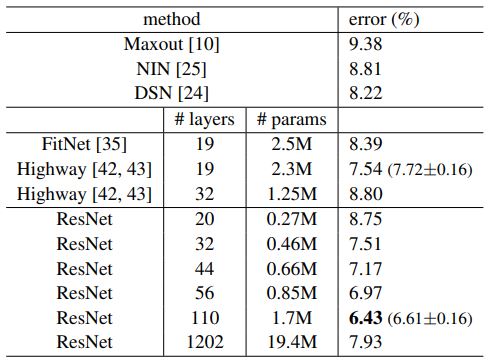 method error (%)
Maxout [10] 9.38
NIN [25] 8.81
DSN [24] 8.22
# layers # params
FitNet [35] 19 2.5M 8.39
Highway [42, 43] 19 2.3M 7.54 (7.72±0.16)
Highway [42, 43] 32 1.25M 8.80
ResNet 20 0.27M 8.75
ResNet 32 0.46M 7.51
ResNet 44 0.66M 7.17
ResNet 56 0.85M 6.97
ResNet 110 1.7M 6.43 (6.61±0.16)
ResNet 1202 19.4M 7.93